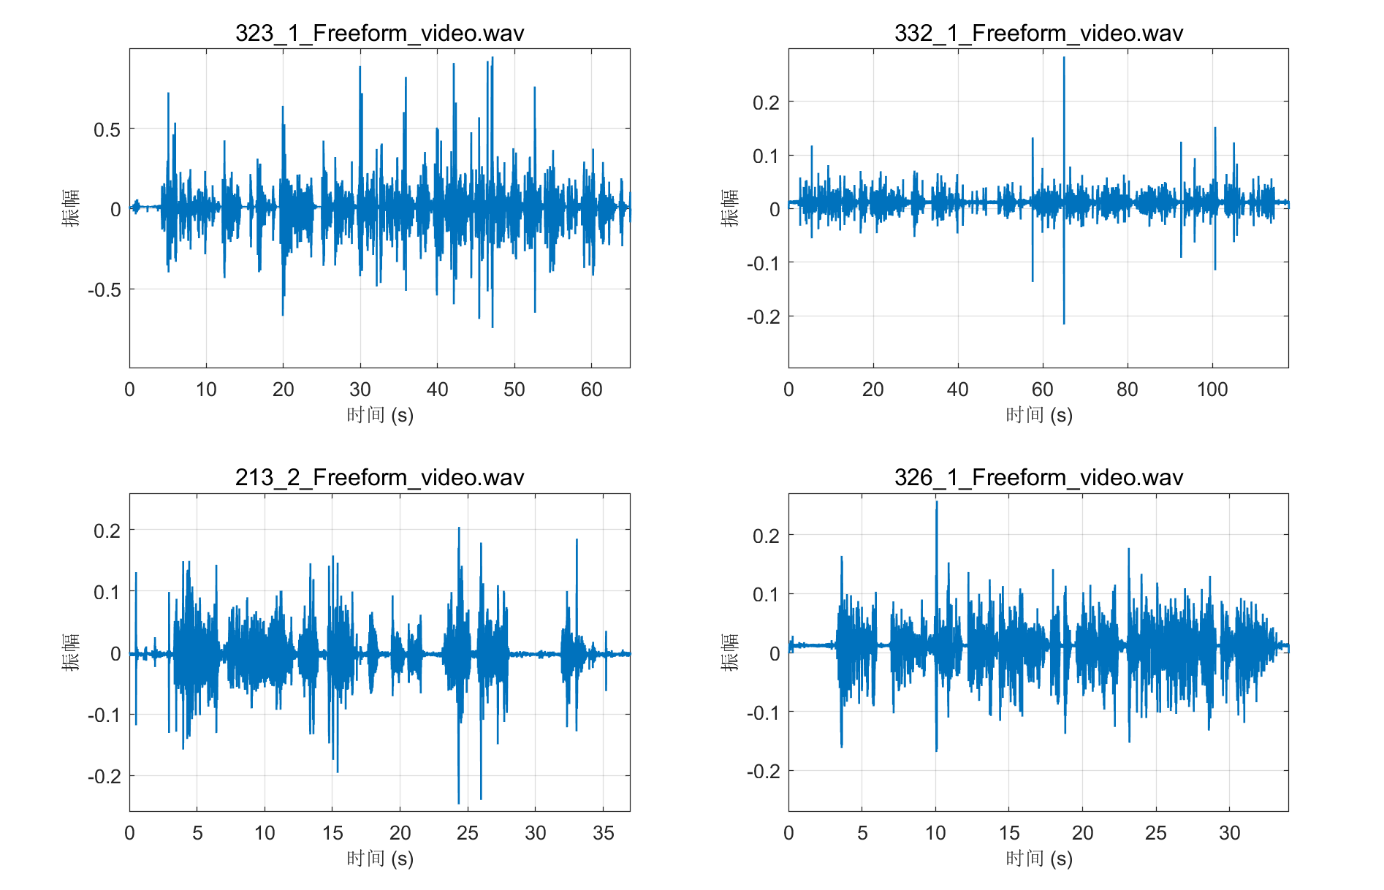 323_1_Freeform_video.wav
0.5
0
-0.5
振幅
0 10 20 30 40 50 60
时间 (s)
332_1_Freeform_video.wav
0.2
0.1
0
-0.1
-0.2
振幅
0 20 40 60 80 100
时间 (s)
213_2_Freeform_video.wav
0.2
0.1
0
-0.1
-0.2
振幅
0 5 10 15 20 25 30 35
时间 (s)
326_1_Freeform_video.wav
0.2
0.1
0
-0.1
-0.2
振幅
0 5 10 15 20 25 30
时间 (s)